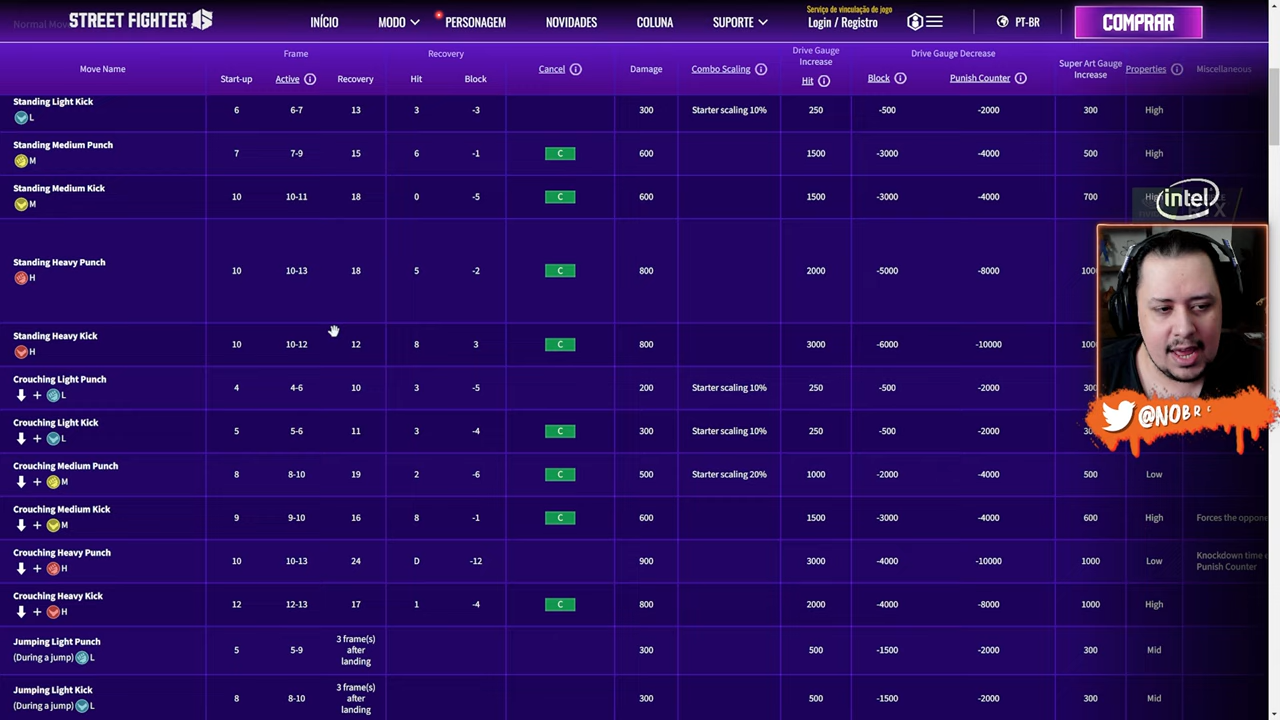 STREET FIGHTER 6
INÍCIO
MODO
PERSONAGEM
NOVIDADES
COLUNA
SUPORTE
Serviço de vinculação de jogo
Login / Registro
PT-BR
COMPRAR
Frame
Recovery
Drive Gauge Increase
Drive Gauge Decrease
Super Art Gauge Increase
Move Name
Start-up
Active
Recovery
Hit
Block
Cancel
Damage
Combo Scaling
Hit
Block
Punish Counter
Properties
Miscellaneous
Standing Light Kick
L
6 6-7 13 3 -3 300 Starter scaling 10% 250 -500 -2000 300 High
Standing Medium Punch
M
7 7-9 15 6 -1 C 600 1500 -3000 -4000 500 High
Standing Medium Kick
M
10 10-11 18 0 -5 C 600 1500 -3000 -4000 700
Standing Heavy Punch
H
10 10-13 18 5 -2 C 800 2000 -5000 -8000
Standing Heavy Kick
H
10 10-12 12 8 3 C 800 3000 -6000 -10000
Crouching Light Punch
+ L
4 4-6 10 3 -5 200 Starter scaling 10% 250 -500 -2000
Crouching Light Kick
+ L
5 5-6 11 3 -4 C 300 Starter scaling 10% 250 -500 -2000
Crouching Medium Punch
+ M
8 8-10 19 2 -6 C 500 Starter scaling 20% 1000 -2000 -4000 500 Low
Crouching Medium Kick
+ M
9 9-10 16 8 -1 C 600 1500 -3000 -4000 600 High Forces the oppone
Crouching Heavy Punch
+ H
10 10-13 24 D -12 900 3000 -4000 -10000 1000 Low Knockdown time
Punish Counter
Crouching Heavy Kick
+ H
12 12-13 17 1 -4 C 800 2000 -4000 -8000 1000 High
Jumping Light Punch
(During a jump) L
5 5-9 3 frame(s) after landing 300 500 -1500 -2000 300 Mid
Jumping Light Kick
(During a jump) L
8 8-10 3 frame(s) after landing 300 500 -1500 -2000 300 Mid
intel
@NOBR